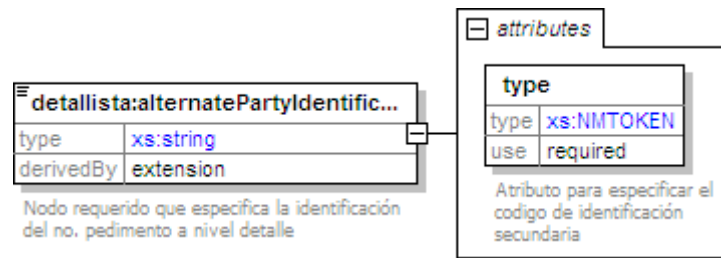 attributes
detallista:alternatePartyIdentific...
type xs:string
derivedBy extension
Nodo requerido que especifica la identificación
del no. pedimento a nivel detalle
type
type xs:NMTOKEN
use required
Atributo para especificar el
codigo de identificación
secundaria